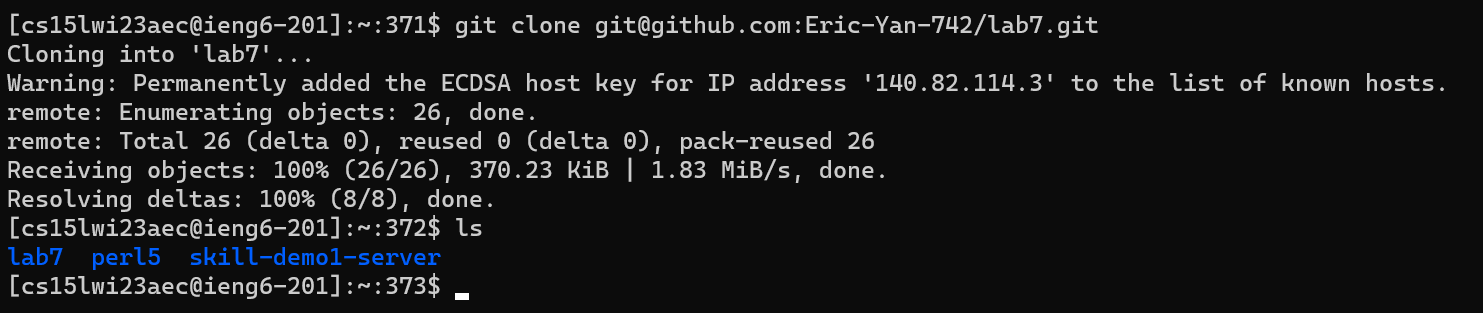 [cs15lwi23aec@ieng6-201]:~:371$ git clone git@github.com:Eric-Yan-742/lab7.git
Cloning into 'lab7'...
Warning: Permanently added the ECDSA host key for IP address '140.82.114.3' to the list of known hosts.
remote: Enumerating objects: 26, done.
remote: Total 26 (delta 0), reused 0 (delta 0), pack-reused 26
Receiving objects: 100% (26/26), 370.23 KiB | 1.83 MiB/s, done.
Resolving deltas: 100% (8/8), done.
[cs15lwi23aec@ieng6-201]:~:372$ ls
lab7  perl5  skill-demo1-server
[cs15lwi23aec@ieng6-201]:~:373$